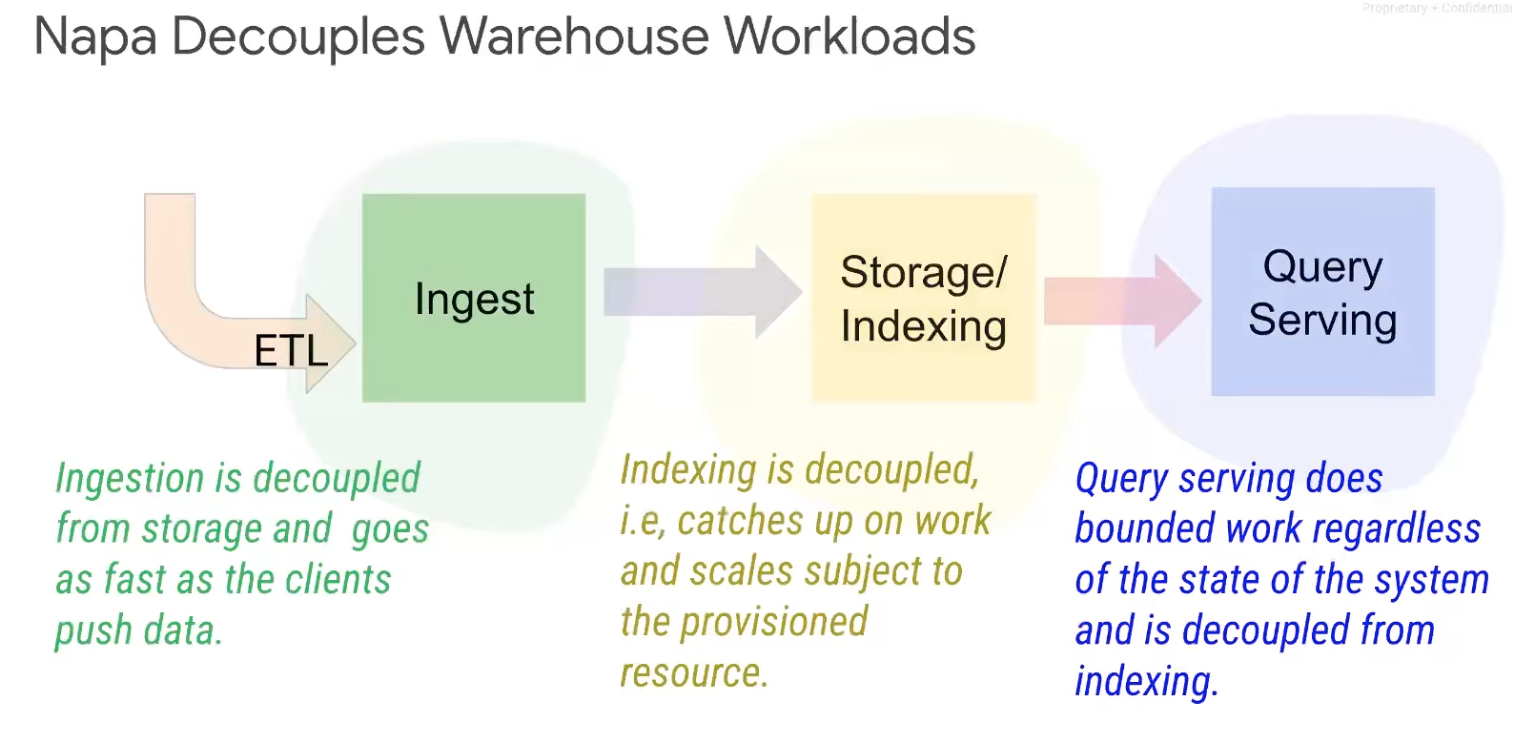 Proprietary + Confidential
Napa Decouples Warehouse Workloads
ETL
Ingest
Storage/
Indexing
Query
Serving
Ingestion is decoupled
from storage and  goes
as fast as the clients
push data.
Indexing is decoupled,
i.e, catches up on work
and scales subject to
the provisioned
resource.
Query serving does
bounded work regardless
of the state of the system
and is decoupled from
indexing.